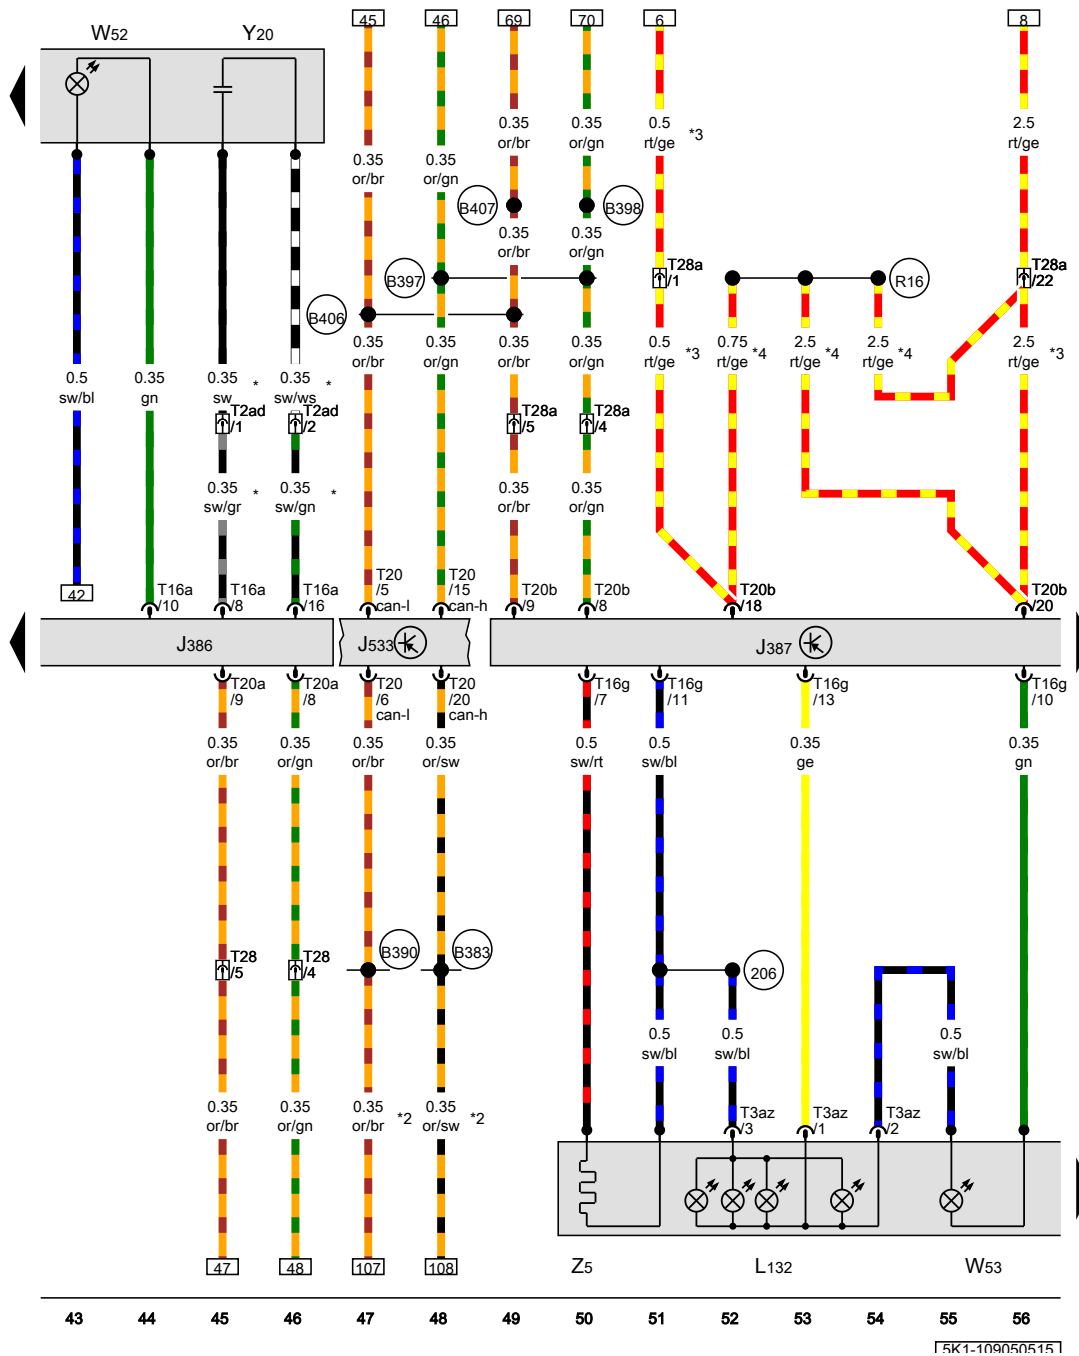 45 46 69 70 6 8
W52 Y20
0.35 0.35 0.5 *3 2.5
or/br or/gn rt/ge rt/ge
0.35 0.35
or/br or/gn
B407 B398
0.35 0.35
or/br or/gn
B397 T28a /1 R16 T28a /22
B406
0.35 0.35 0.35 0.35 0.5 *3 0.75 2.5 2.5 2.5 *3
or/br or/gn or/br or/gn rt/ge rt/ge *4 rt/ge *4 rt/ge *4 rt/ge
0.5 0.35 0.35 * 0.35 *
sw/bl gn sw sw/ws
T2ad /1 T2ad /2 T28a /5 T28a /4
0.35 * 0.35 * 0.35 0.35
sw/gr sw/gn or/br or/gn
42
T16a /10 T16a /8 T16a /16 T20 /5 can-l T20 /15 can-h T20b /9 T20b /8 T20b /18 T20b /20
J386 J533 J387
T20a /9 T20a /8 T20 /6 can-l T20 /20 can-h T16g /7 T16g /11 T16g /13 T16g /10
0.35 0.35 0.35 0.35 0.5 0.5 0.35 0.35
or/br or/gn or/br or/sw sw/rt sw/bl ge gn
T28 /5 T28 /4 B390 B383 206
0.5 0.5 0.5
sw/bl sw/bl sw/bl
0.35 0.35 0.35 *2 0.35 *2
or/br or/gn or/br or/sw
T3az /3 T3az /1 T3az /2
47 48 107 108
Z5 L132 W53
43 44 45 46 47 48 49 50 51 52 53 54 55 56
5K1-109050515